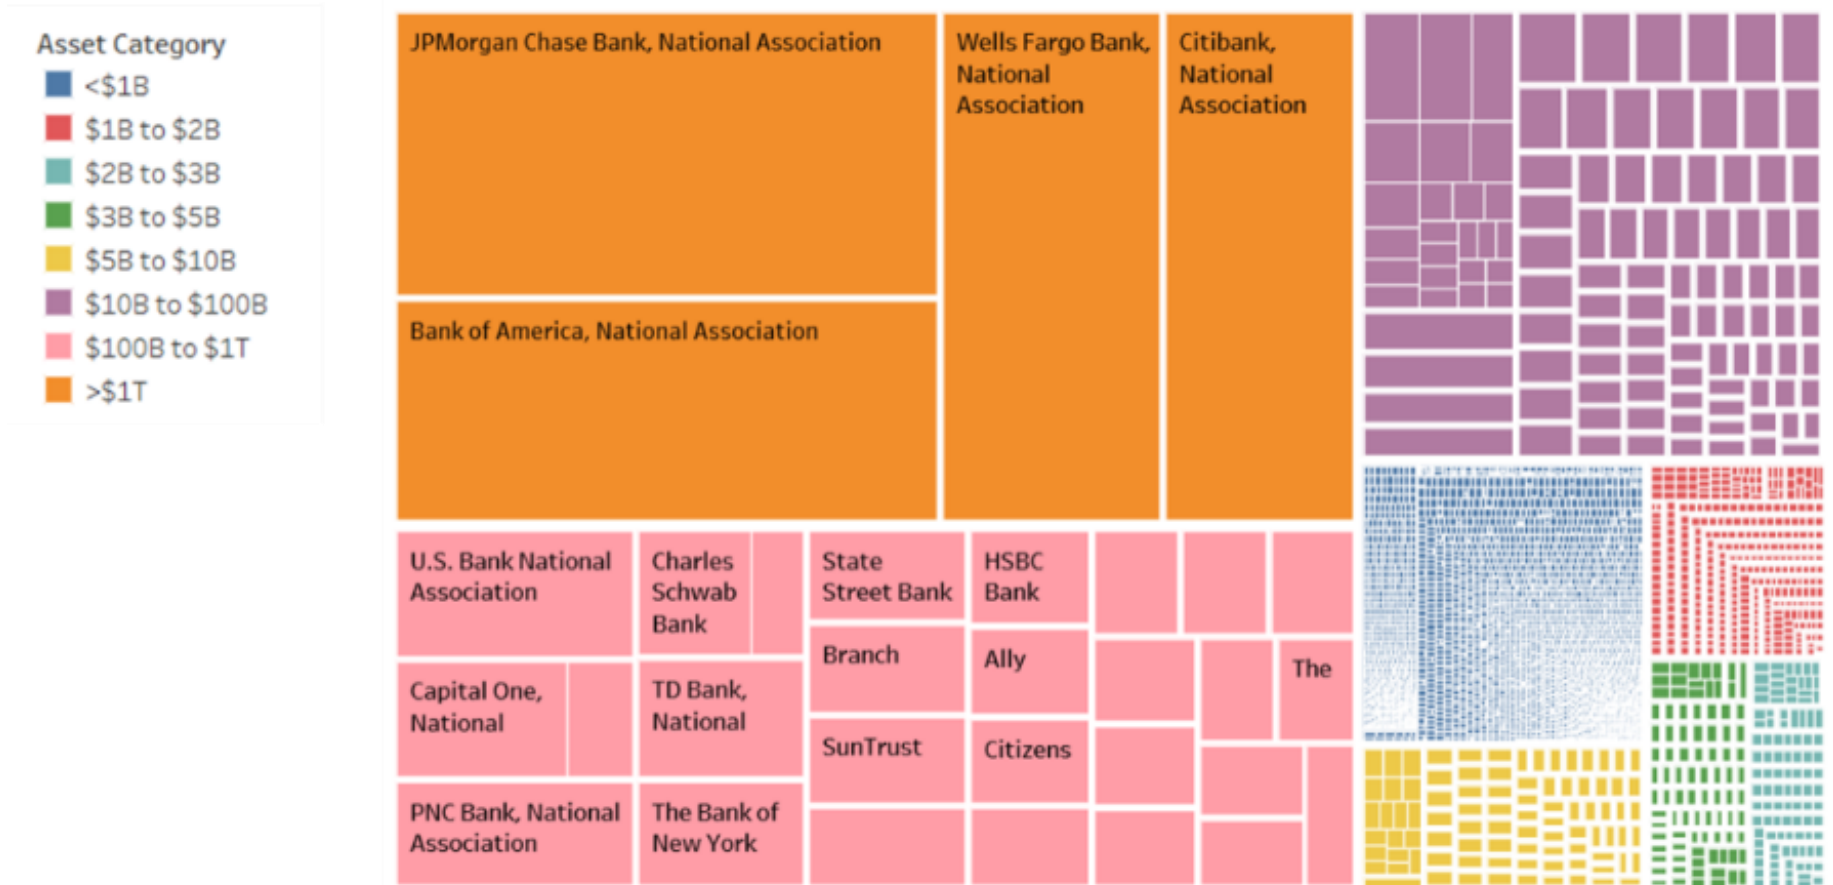 Asset Category
<$1B
$1B to $2B
$2B to $3B
$3B to $5B
$5B to $10B
$10B to $100B
$100B to $1T
>$1T
JPMorgan Chase Bank, National Association
Bank of America, National Association
Wells Fargo Bank,
National
Association
Citibank,
National
Association
U.S. Bank National
Association
Capital One,
National
PNC Bank, National
Association
Charles
Schwab
Bank
TD Bank,
National
The Bank of
New York
State
Street Bank
Branch
SunTrust
HSBC
Bank
Ally
Citizens
The